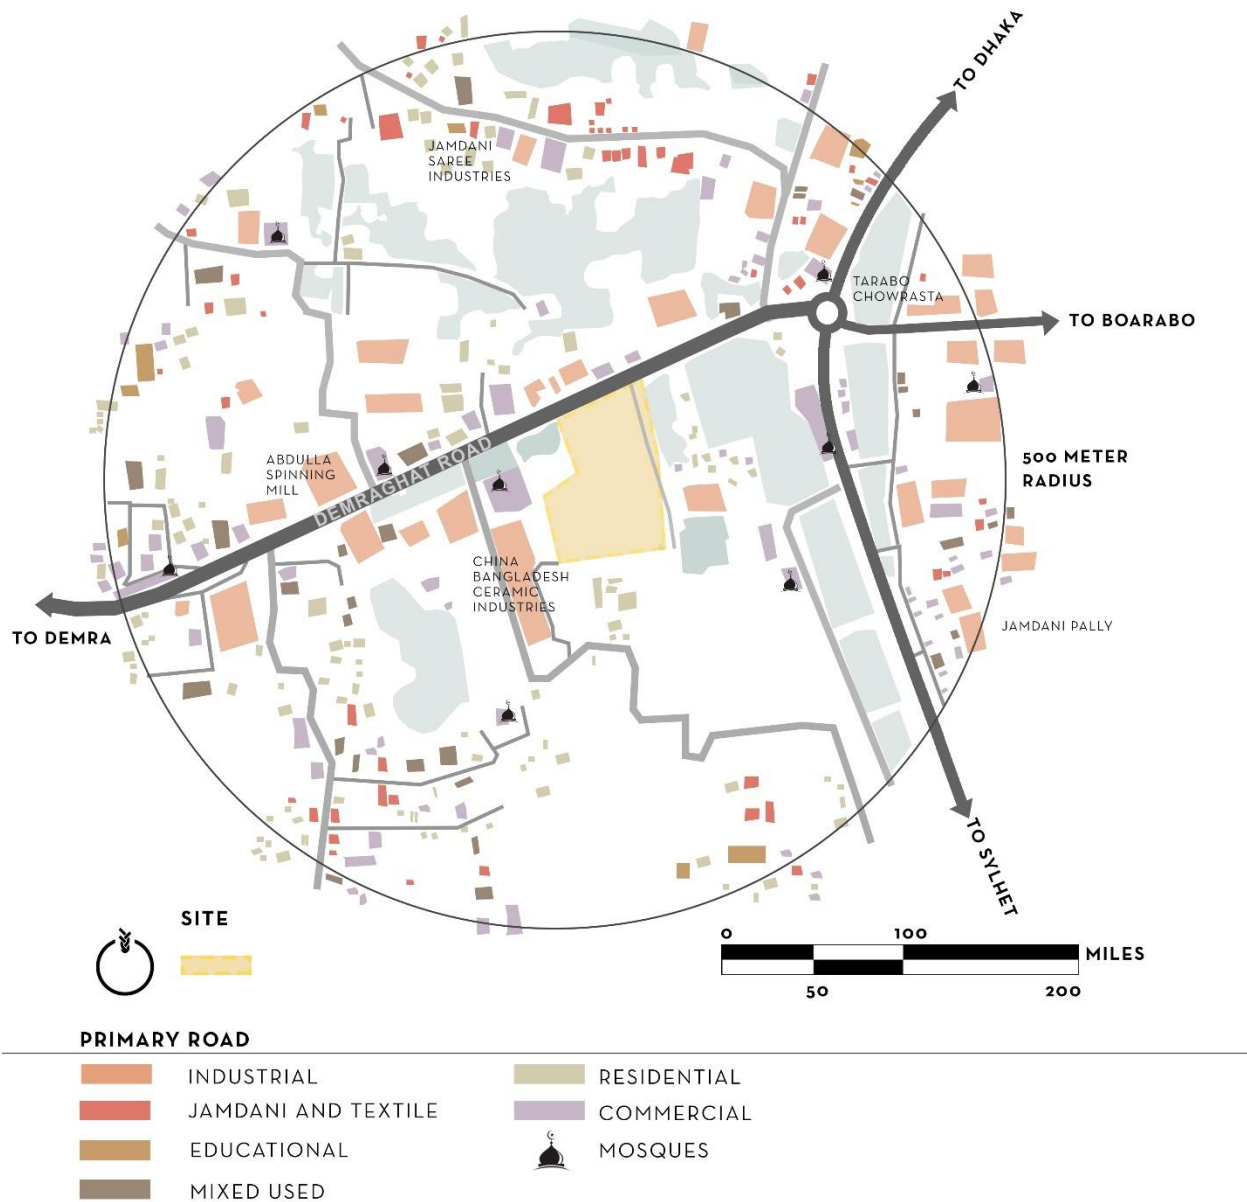 TO DHAKA
JAMDANI
SAREE
INDUSTRIES
TARABO
CHOWRASTA
TO BOARABO
500 METER
RADIUS
ABDULLA
SPINNING
MILL
DEMRAGHAT ROAD
CHINA
BANGLADESH
CERAMIC
INDUSTRIES
TO DEMRA
JAMDANI PALLY
TO SYLHET
SITE
0 100
MILES
50 200
PRIMARY ROAD
INDUSTRIAL
JAMDANI AND TEXTILE
EDUCATIONAL
MIXED USED
RESIDENTIAL
COMMERCIAL
MOSQUES